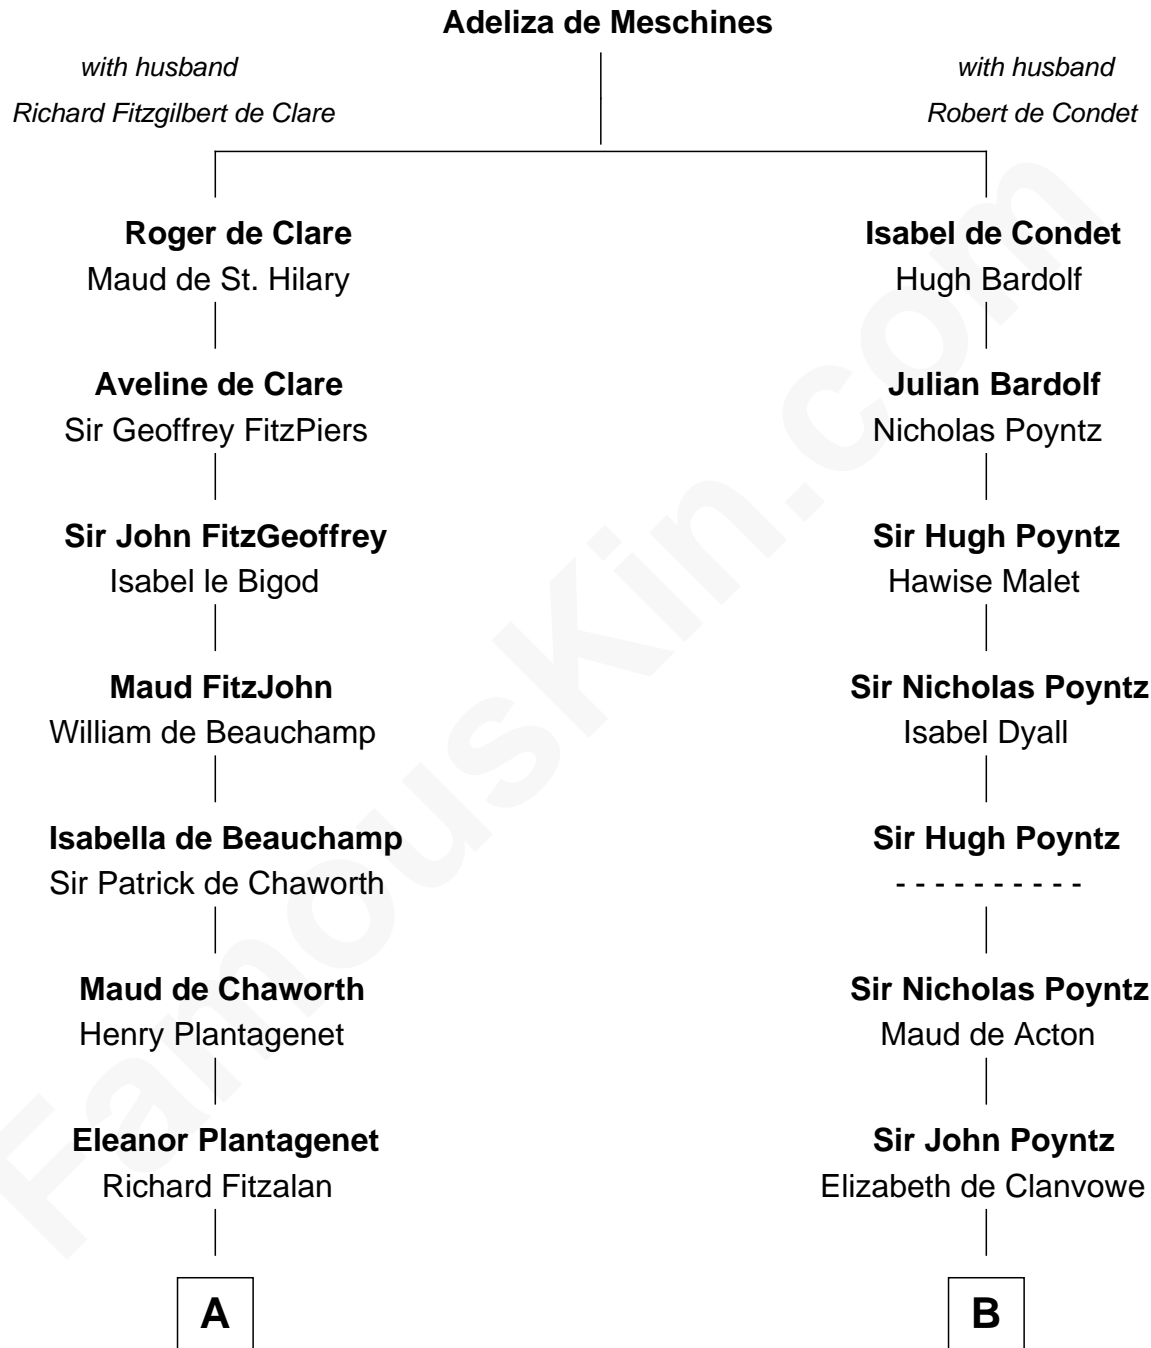 Adeliza de Meschines
with husband
Richard Fitzgilbert de Clare
with husband
Robert de Condet
Roger de Clare
Maud de St. Hilary
Isabel de Condet
Hugh Bardolf
Aveline de Clare
Sir Geoffrey FitzPiers
Julian Bardolf
Nicholas Poyntz
Sir John FitzGeoffrey
Isabel le Bigod
Sir Hugh Poyntz
Hawise Malet
Maud FitzJohn
William de Beauchamp
Sir Nicholas Poyntz
Isabel Dyall
Isabella de Beauchamp
Sir Patrick de Chaworth
Sir Hugh Poyntz
- - - - - - - - - -
Maud de Chaworth
Henry Plantagenet
Sir Nicholas Poyntz
Maud de Acton
Eleanor Plantagenet
Richard Fitzalan
Sir John Poyntz
Elizabeth de Clanvowe
A
B
FamousKin.com